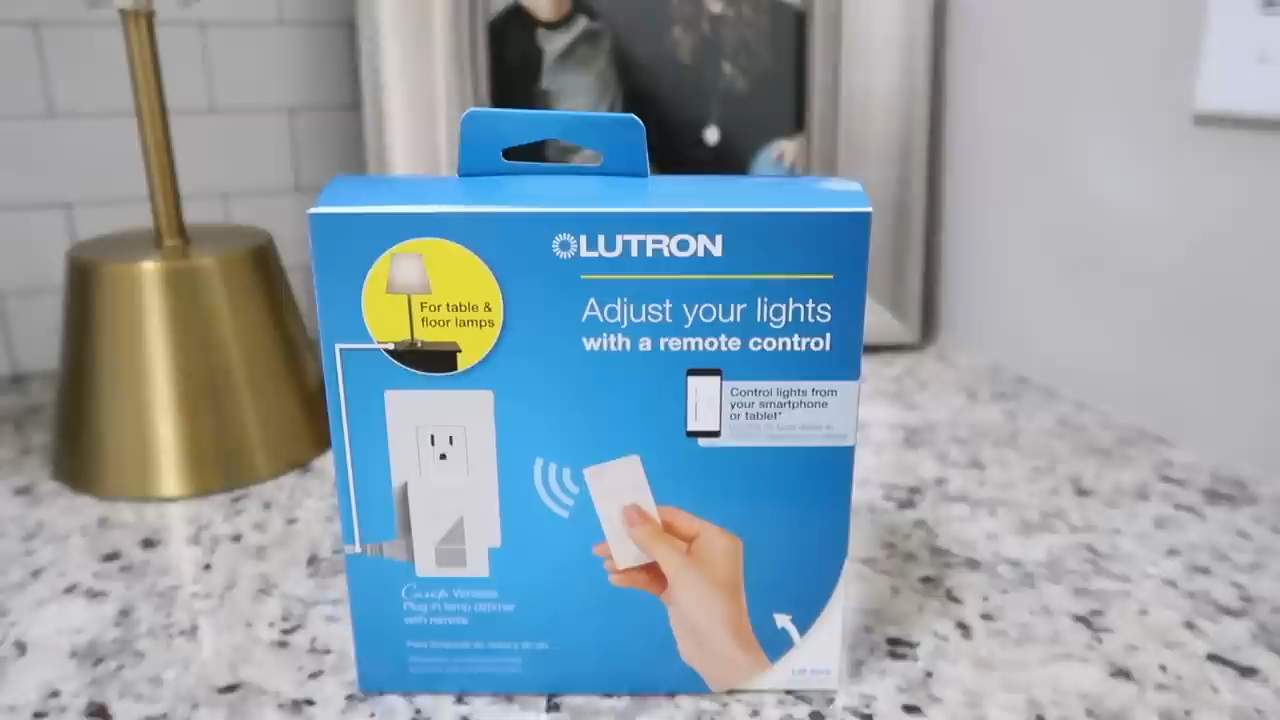 LUTRON
For table &
floor lamps
Adjust your lights
with a remote control
Control lights from
your smartphone
or tablet*
Caséta Wireless
Plug-in lamp dimmer
with remote